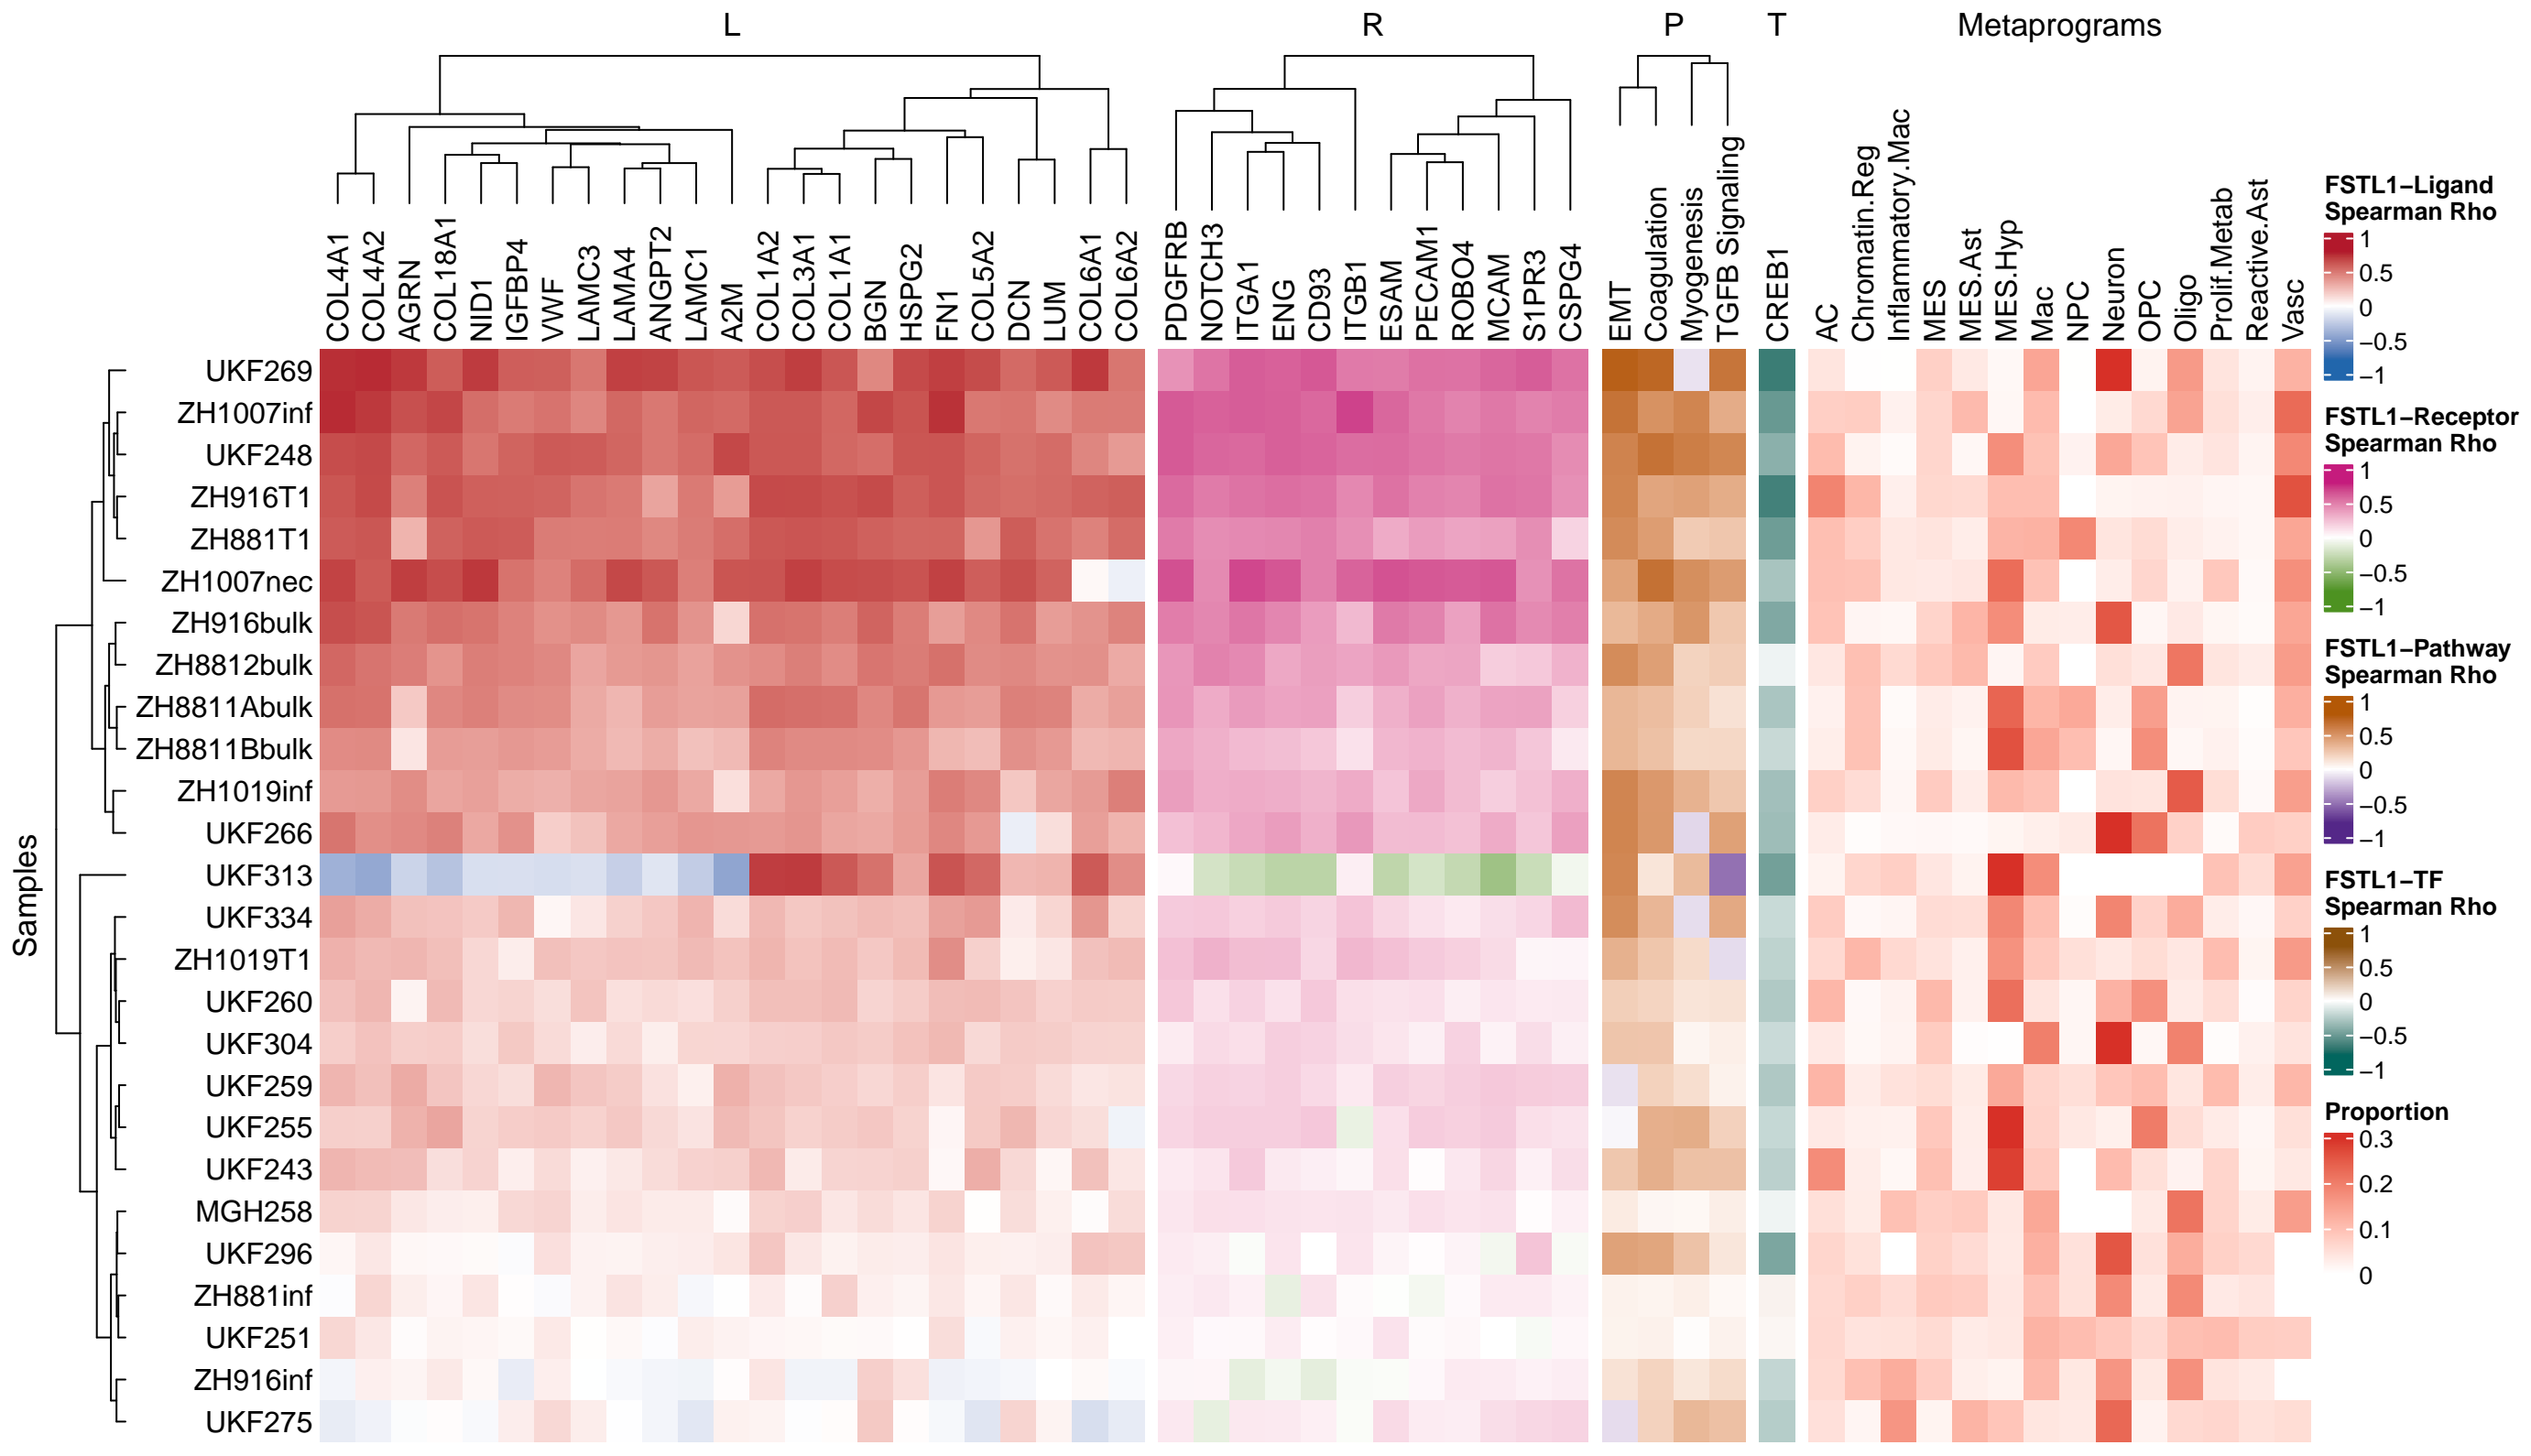 L R P T Metaprograms
COL4A1 COL4A2 AGRN COL18A1 NID1 IGFBP4 VWF LAMC3 LAMA4 ANGPT2 LAMC1 A2M COL1A2 COL3A1 COL1A1 BGN HSPG2 FN1 COL5A2 DCN LUM COL6A1 COL6A2
PDGFRB NOTCH3 ITGA1 ENG CD93 ITGB1 ESAM PECAM1 ROBO4 MCAM S1PR3 CSPG4
EMT Coagulation Myogenesis TGFB Signaling
CREB1
AC Chromatin.Reg Inflammatory.Mac MES MES.Ast MES.Hyp Mac NPC Neuron OPC Oligo Prolif.Metab Reactive.Ast Vasc
Samples
UKF269
ZH1007inf
UKF248
ZH916T1
ZH881T1
ZH1007nec
ZH916bulk
ZH8812bulk
ZH8811Abulk
ZH8811Bbulk
ZH1019inf
UKF266
UKF313
UKF334
ZH1019T1
UKF260
UKF304
UKF259
UKF255
UKF243
MGH258
UKF296
ZH881inf
UKF251
ZH916inf
UKF275
FSTL1−Ligand
Spearman Rho
1
0.5
0
−0.5
−1
FSTL1−Receptor
Spearman Rho
1
0.5
0
−0.5
−1
FSTL1−Pathway
Spearman Rho
1
0.5
0
−0.5
−1
FSTL1−TF
Spearman Rho
1
0.5
0
−0.5
−1
Proportion
0.3
0.2
0.1
0